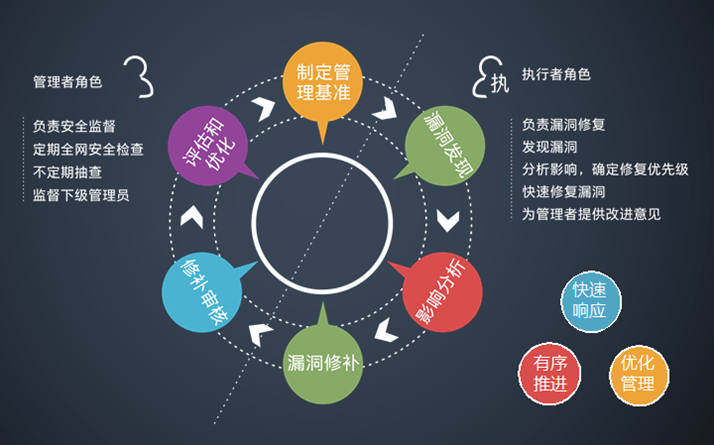 管理者角色
负责安全监督
定期全网安全检查
不定期抽查
监督下级管理员
制定管
理基准
漏洞发现
影响分析
漏洞修补
修补审核
评估和
优化
执
执行者角色
负责漏洞修复
发现漏洞
分析影响，确定修复优先级
快速修复漏洞
为管理者提供改进意见
快速
响应
有序
推进
优化
管理